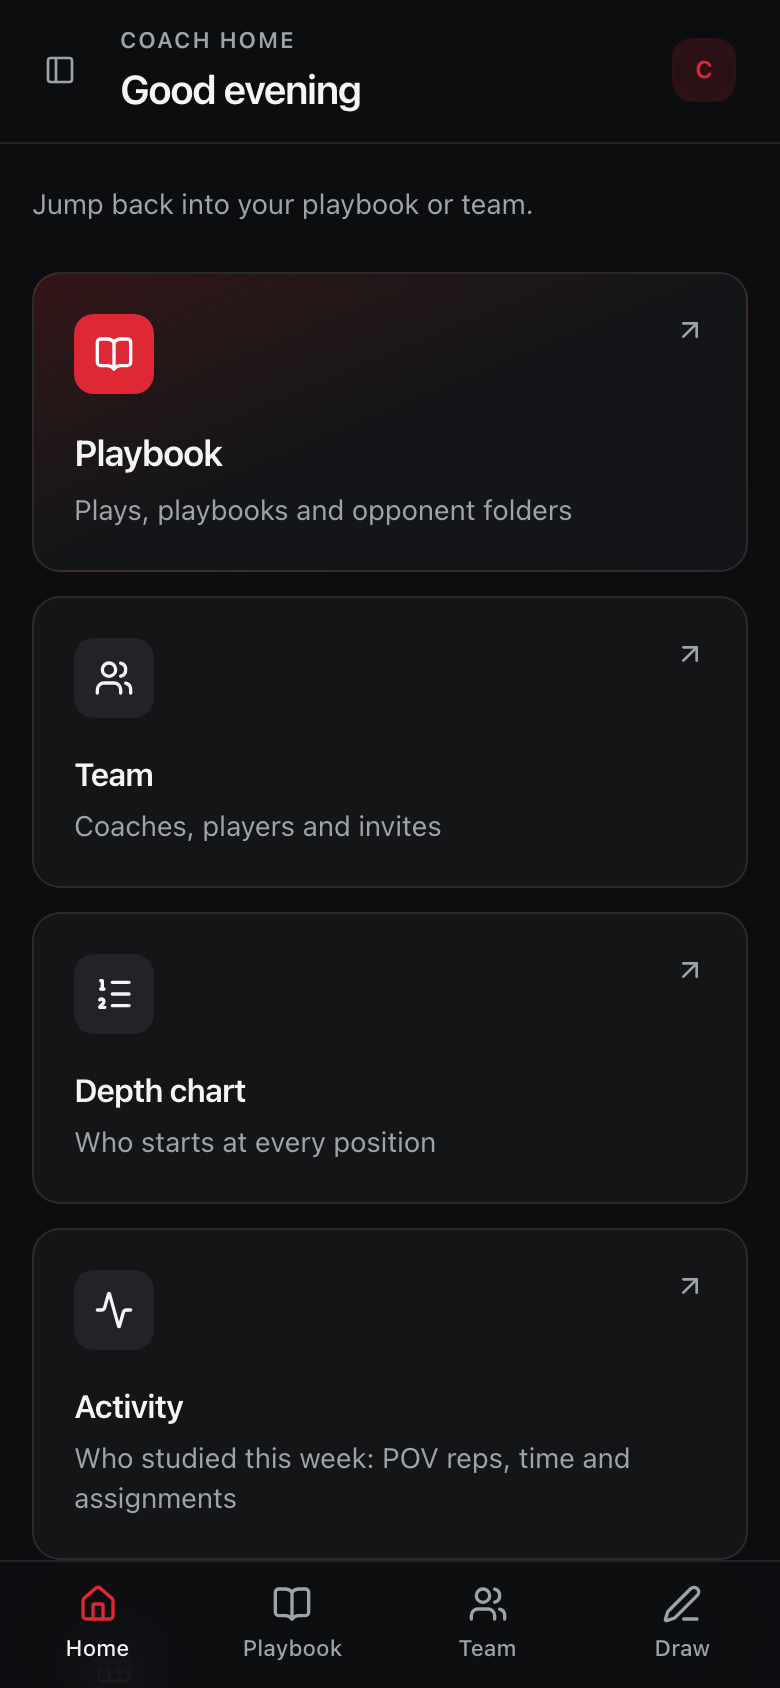 COACH HOME
Good evening
C
Jump back into your playbook or team.
Playbook
Plays, playbooks and opponent folders
Team
Coaches, players and invites
1
2
Depth chart
Who starts at every position
Activity
Who studied this week: POV reps, time and
assignments
Home
Playbook
Team
Draw